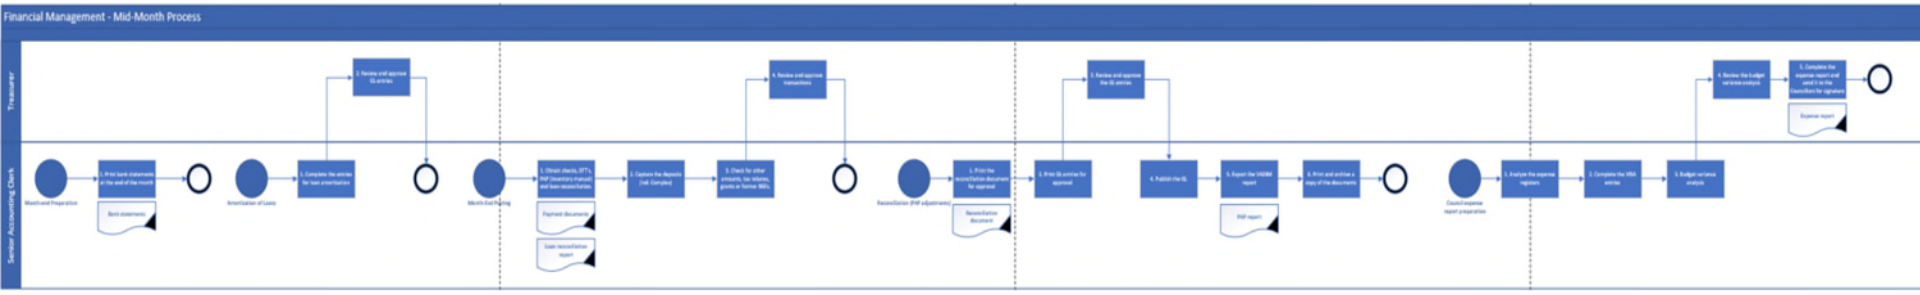 Financial Management - Mid-Month Process
Treasurer
2. Review and approve
GL entries
4. Review and approve
transactions
3. Review and approve
the GL entries
4. Review the budget
variance analysis
5. Complete the
expense report and
send it to the
Councillors for signature
Expense report
Senior Accounting Clerk
Month-end Preparation
1. Print bank statements
at the end of the month
Bank statements
Amortization of Loans
1. Complete the entries
for loan amortization
Month-End Posting
1. Obtain checks, EFT's,
PAP (inventory manual)
and loan reconciliation.
Payment documents
Loan reconciliation
report
2. Capture the deposits
3. Check for other
amounts, tax rebates,
grants or former
Reconciliation (PAP adjustments)
1. Print the
reconciliation document
for approval
Reconciliation
document
2. Print GL entries for
approval
4. Publish the GL
5. Export the
report
PAP report
6. Print and archive a
copy of the documents
Council expense
report preparation
1. Analyze the expense
registers
2. Complete the VISA
entries
3. Budget variance
analysis